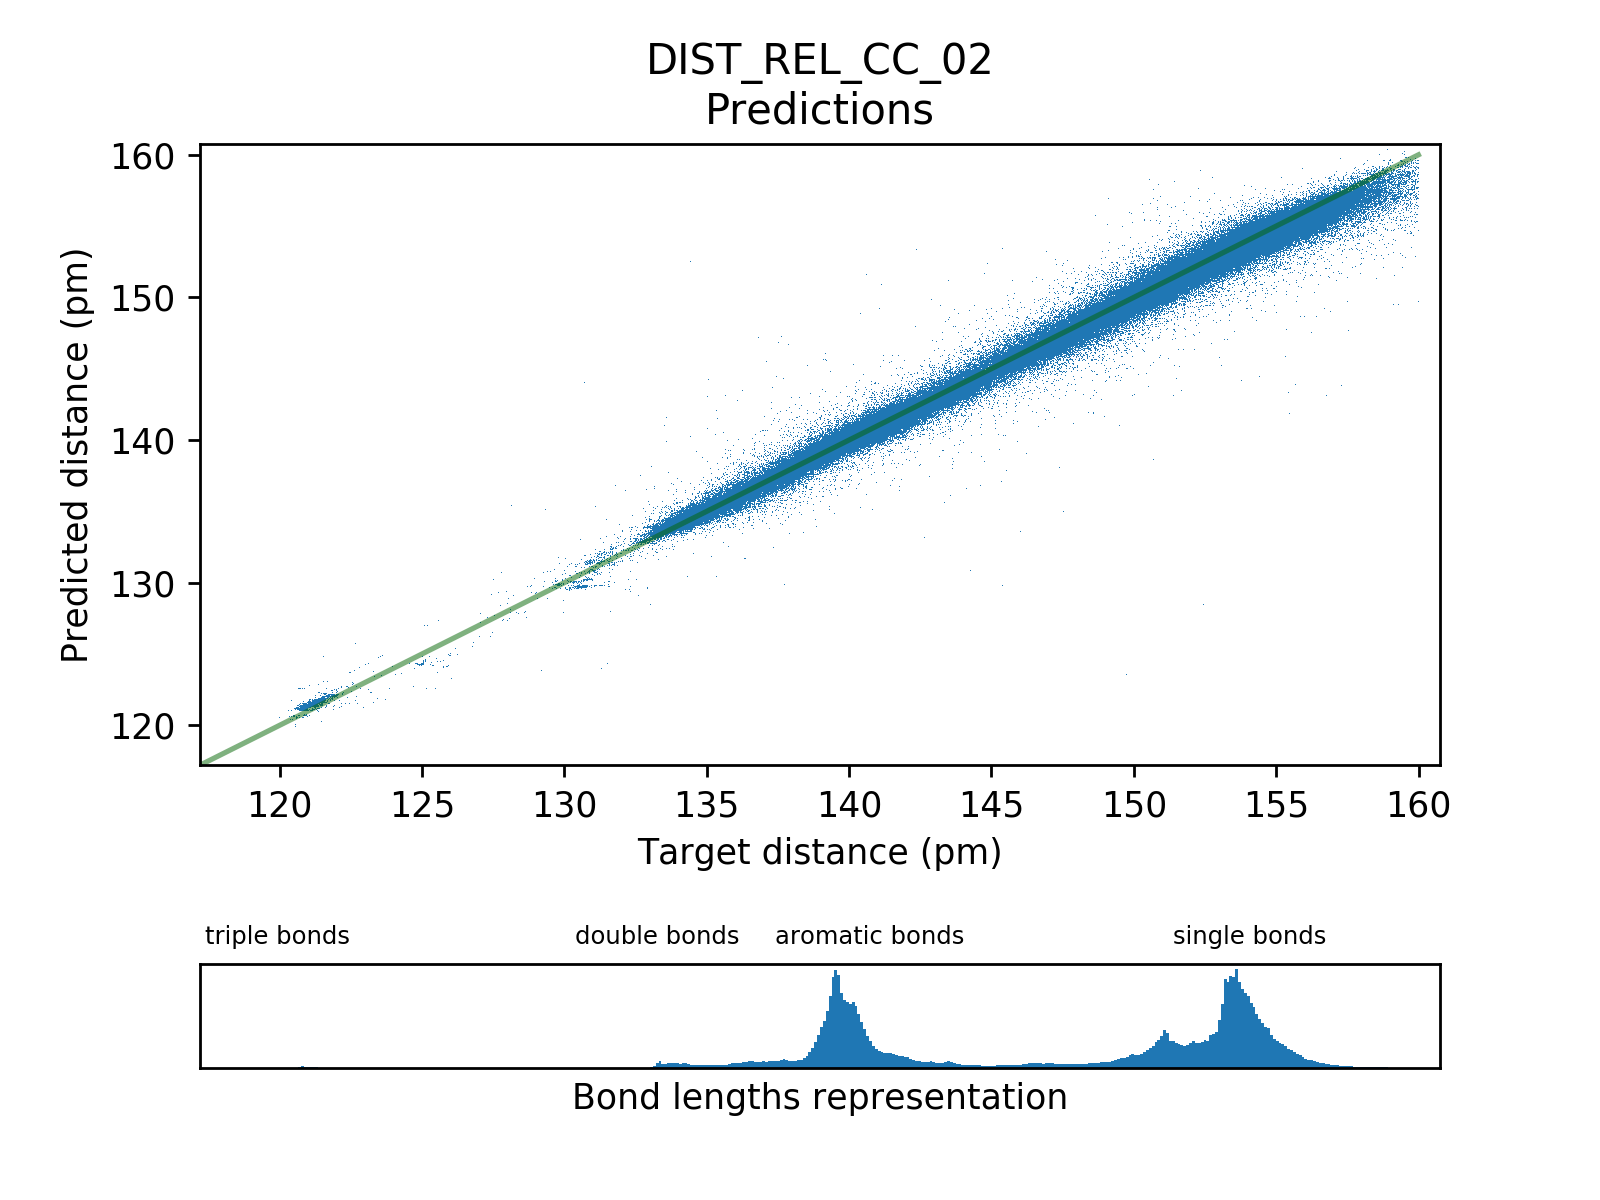 DIST_REL_CC_02
Predictions
160
150
140
130
120
Predicted distance (pm)
120 125 130 135 140 145 150 155 160
Target distance (pm)
triple bonds double bonds aromatic bonds single bonds
Bond lengths representation